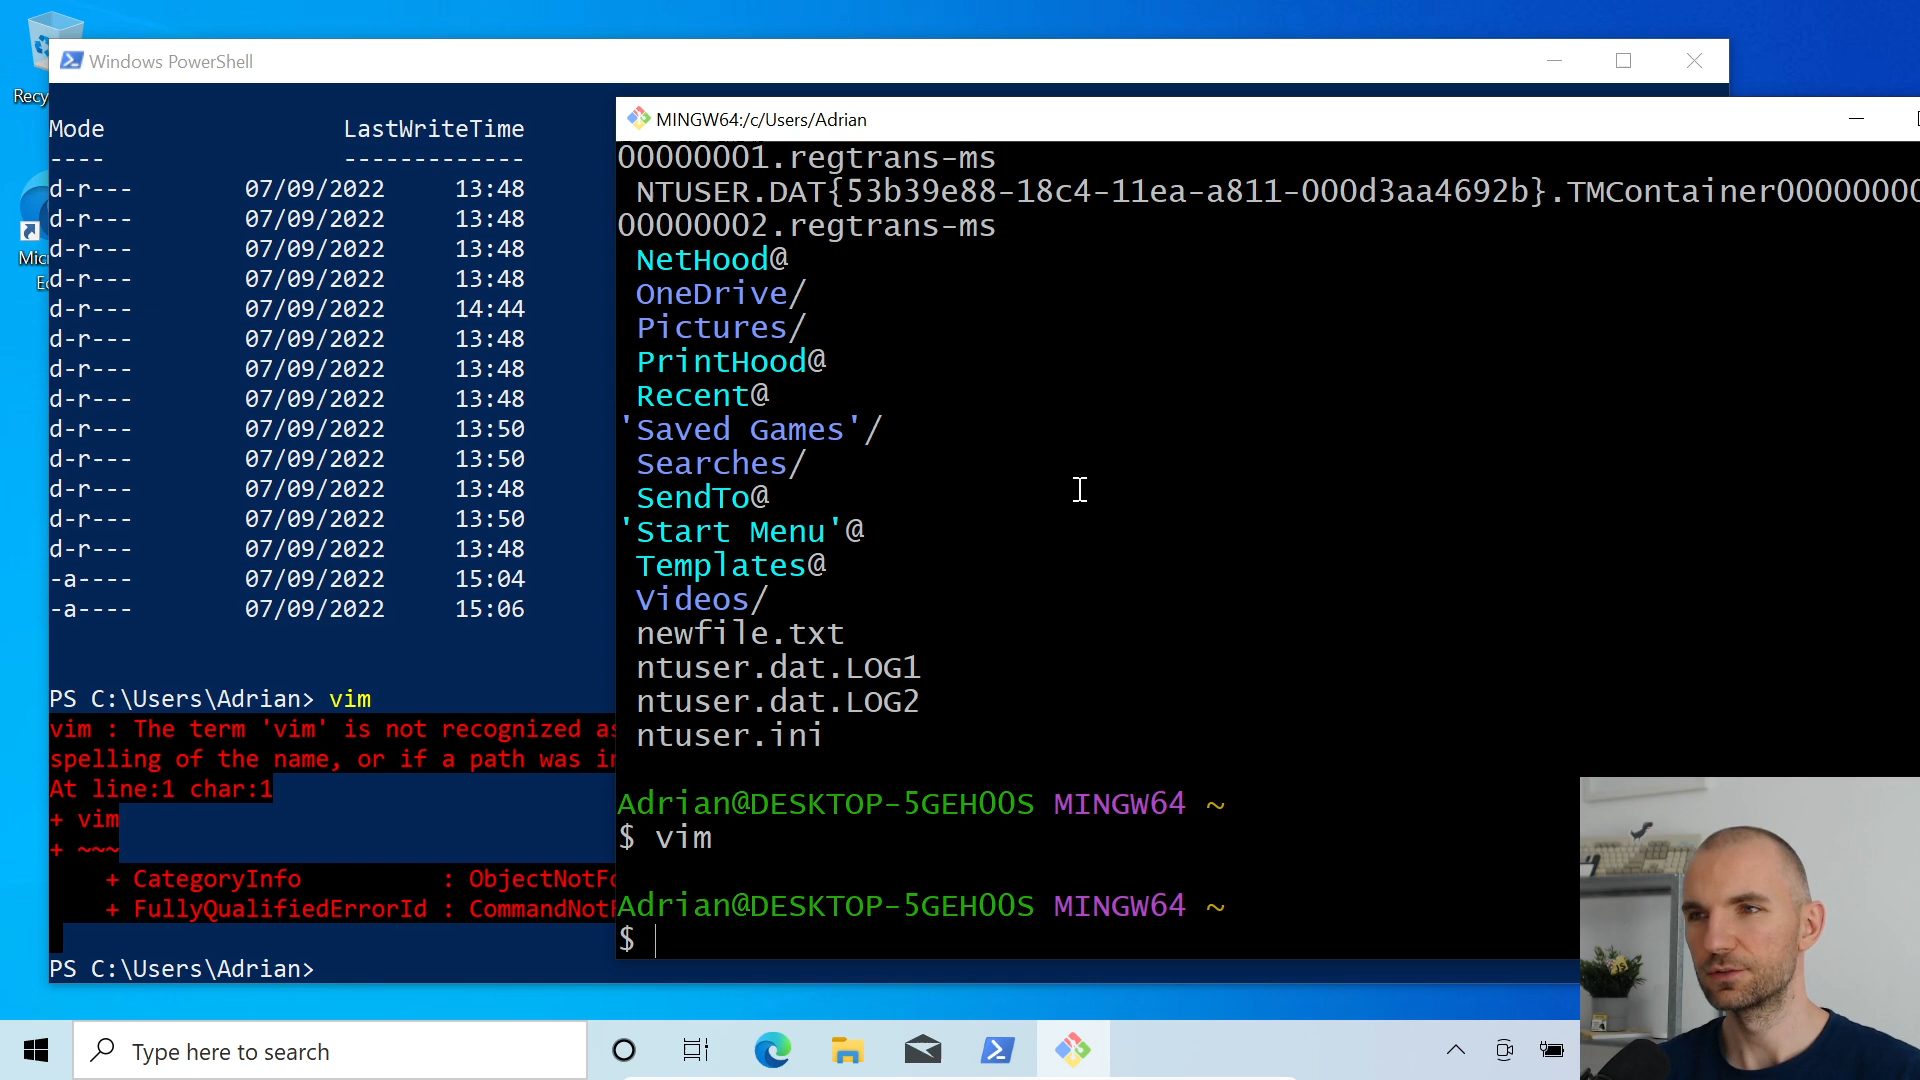 Recy
Mic
E
Windows PowerShell
Mode LastWriteTime
---- -------------
d-r--- 07/09/2022 13:48
d-r--- 07/09/2022 13:48
d-r--- 07/09/2022 13:48
d-r--- 07/09/2022 13:48
d-r--- 07/09/2022 14:44
d-r--- 07/09/2022 13:48
d-r--- 07/09/2022 13:48
d-r--- 07/09/2022 13:48
d-r--- 07/09/2022 13:50
d-r--- 07/09/2022 13:50
d-r--- 07/09/2022 13:48
d-r--- 07/09/2022 13:50
d-r--- 07/09/2022 13:48
-a---- 07/09/2022 15:04
-a---- 07/09/2022 15:06
PS C:\Users\Adrian> vim
vim : The term 'vim' is not recognized as
spelling of the name, or if a path was in
At line:1 char:1
+ vim
+ ~~~
+ CategoryInfo : ObjectNotFo
+ FullyQualifiedErrorId : CommandNotF
PS C:\Users\Adrian>
MINGW64:/c/Users/Adrian
00000001.regtrans-ms
NTUSER.DAT{53b39e88-18c4-11ea-a811-000d3aa4692b}.TMContainer00000000
00000002.regtrans-ms
NetHood@
OneDrive/
Pictures/
PrintHood@
Recent@
'Saved Games'/
Searches/
SendTo@
'Start Menu'@
Templates@
Videos/
newfile.txt
ntuser.dat.LOG1
ntuser.dat.LOG2
ntuser.ini
Adrian@DESKTOP-5GEH0OS MINGW64 ~
$ vim
Adrian@DESKTOP-5GEH0OS MINGW64 ~
$
Type here to search